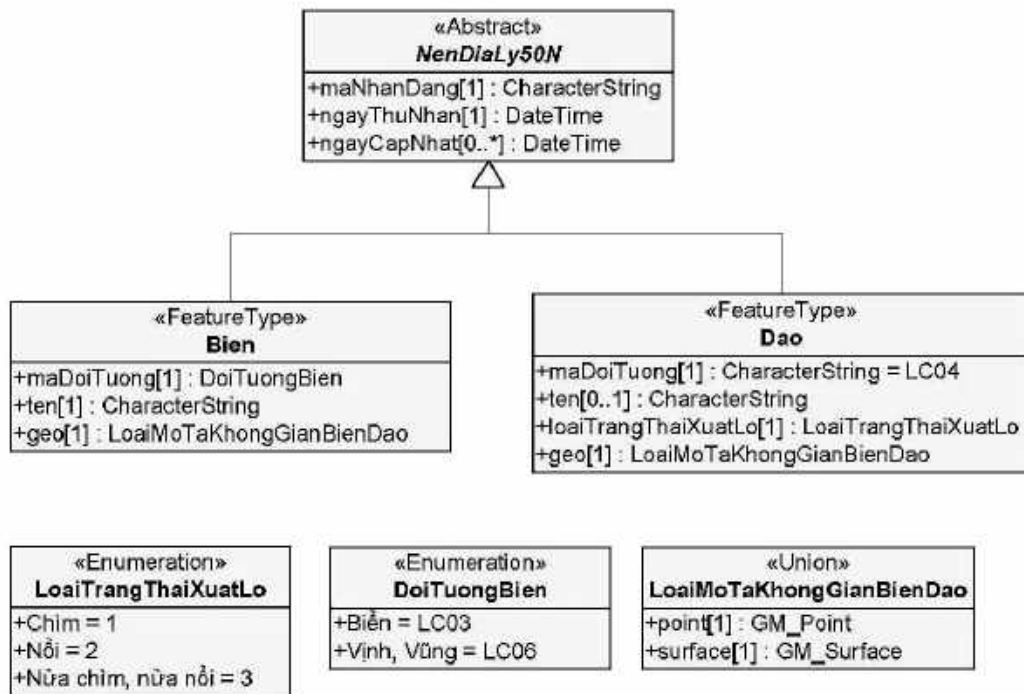 «Abstract»
NenDiaLy50N
+maNhanDang[1] : CharacterString
+ngayThuNhan[1] : DateTime
+ngayCapNhat[0..*] : DateTime
«FeatureType»
Bien
+maDoiTuong[1] : DoiTuongBien
+ten[1] : CharacterString
+geo[1] : LoaiMoTaKhongGianBienDao
«FeatureType»
Dao
+maDoiTuong[1] : CharacterString = LC04
+ten[0..1] : CharacterString
+loaiTrangThaiXuatLo[1] : LoaiTrangThaiXuatLo
+geo[1] : LoaiMoTaKhongGianBienDao
«Enumeration»
LoaiTrangThaiXuatLo
+Chìm = 1
+Nổi = 2
+Nửa chìm, nửa nổi = 3
«Enumeration»
DoiTuongBien
+Biển = LC03
+Vịnh, Vũng = LC06
«Union»
LoaiMoTaKhongGianBienDao
+point[1] : GM_Point
+surface[1] : GM_Surface